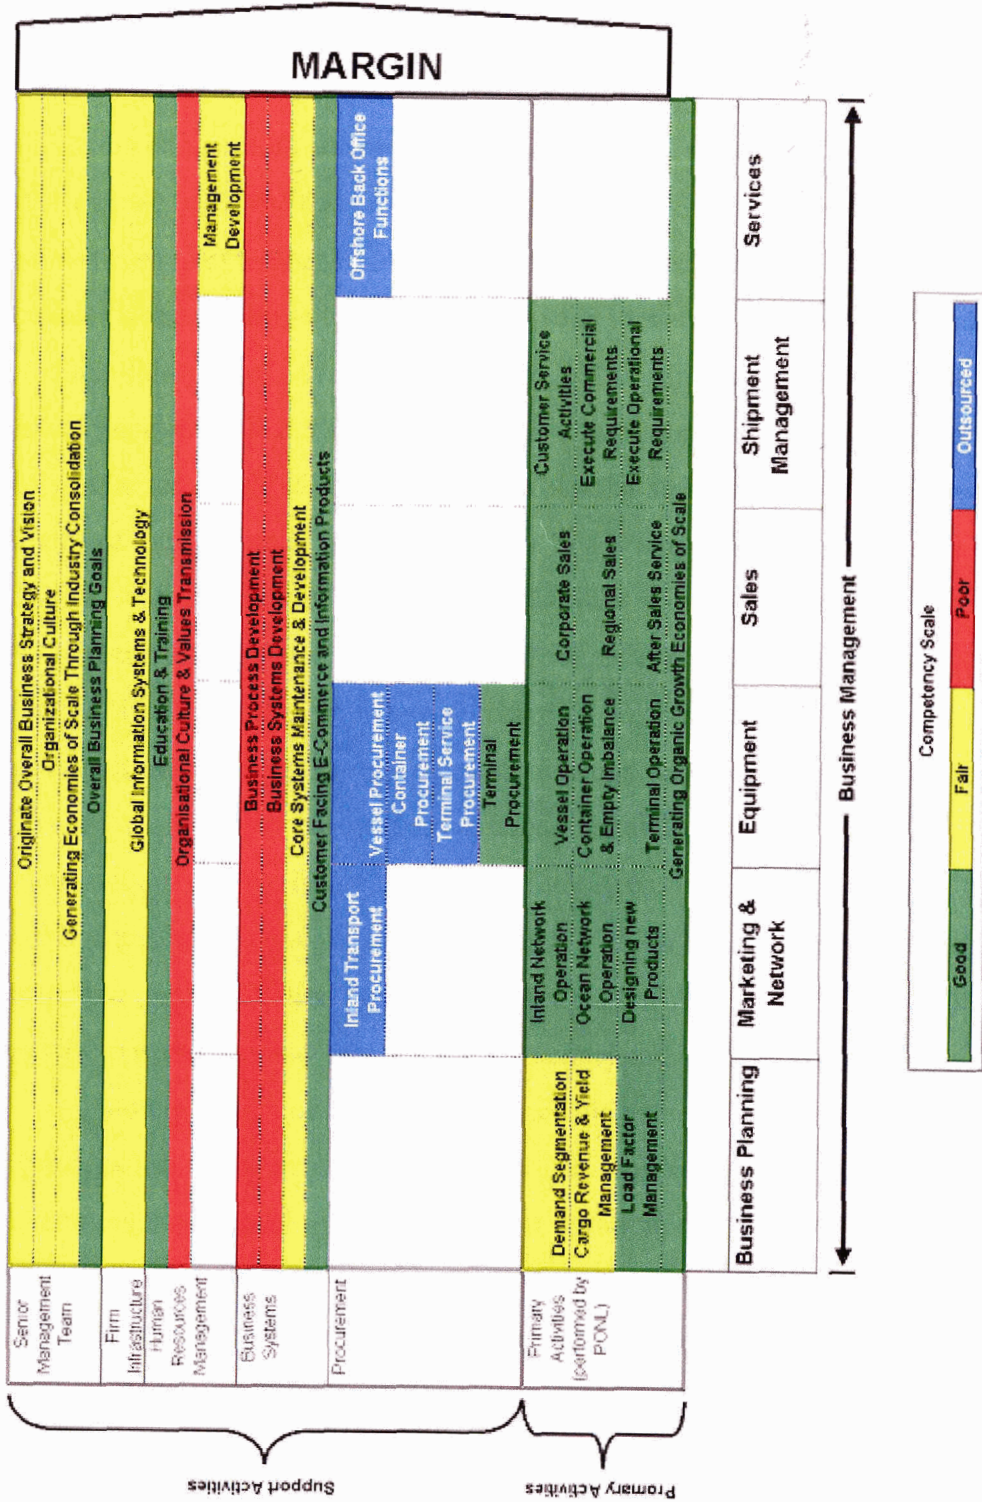 MARGIN
Support Activities
Senior
Management
Team
Originate Overall Business Strategy and Vision
Organizational Culture
Generating Economies of Scale Through Industry Consolidation
Overall Business Planning Goals
Firm
Infrastructure
Global Information Systems & Technology
Human
Resources
Management
Education & Training
Organisational Culture & Values Transmission
Management
Development
Business
Systems
Business Process Development
Business Systems Development
Core Systems Maintenance & Development
Customer Facing E-Commerce and Information Products
Procurement
Inland Transport
Procurement
Vessel Procurement
Container
Procurement
Terminal Service
Procurement
Terminal
Procurement
Offshore Back Office
Functions
Primary Activities
Primary
Activities
(performed by
PONL)
Demand Segmentation
Cargo Revenue & Yield
Management
Load Factor
Management
Inland Network
Operation
Ocean Network
Operation
Designing new
Products
Vessel Operation
Container Operation
& Empty Imbalance
Terminal Operation
Corporate Sales
Regional Sales
After Sales Service
Customer Service
Activities
Execute Commercial
Requirements
Execute Operational
Requirements
Generating Organic Growth Economies of Scale
Business Planning
Marketing &
Network
Equipment
Sales
Shipment
Management
Services
Business Management
Competency Scale
Good
Fair
Poor
Outsourced